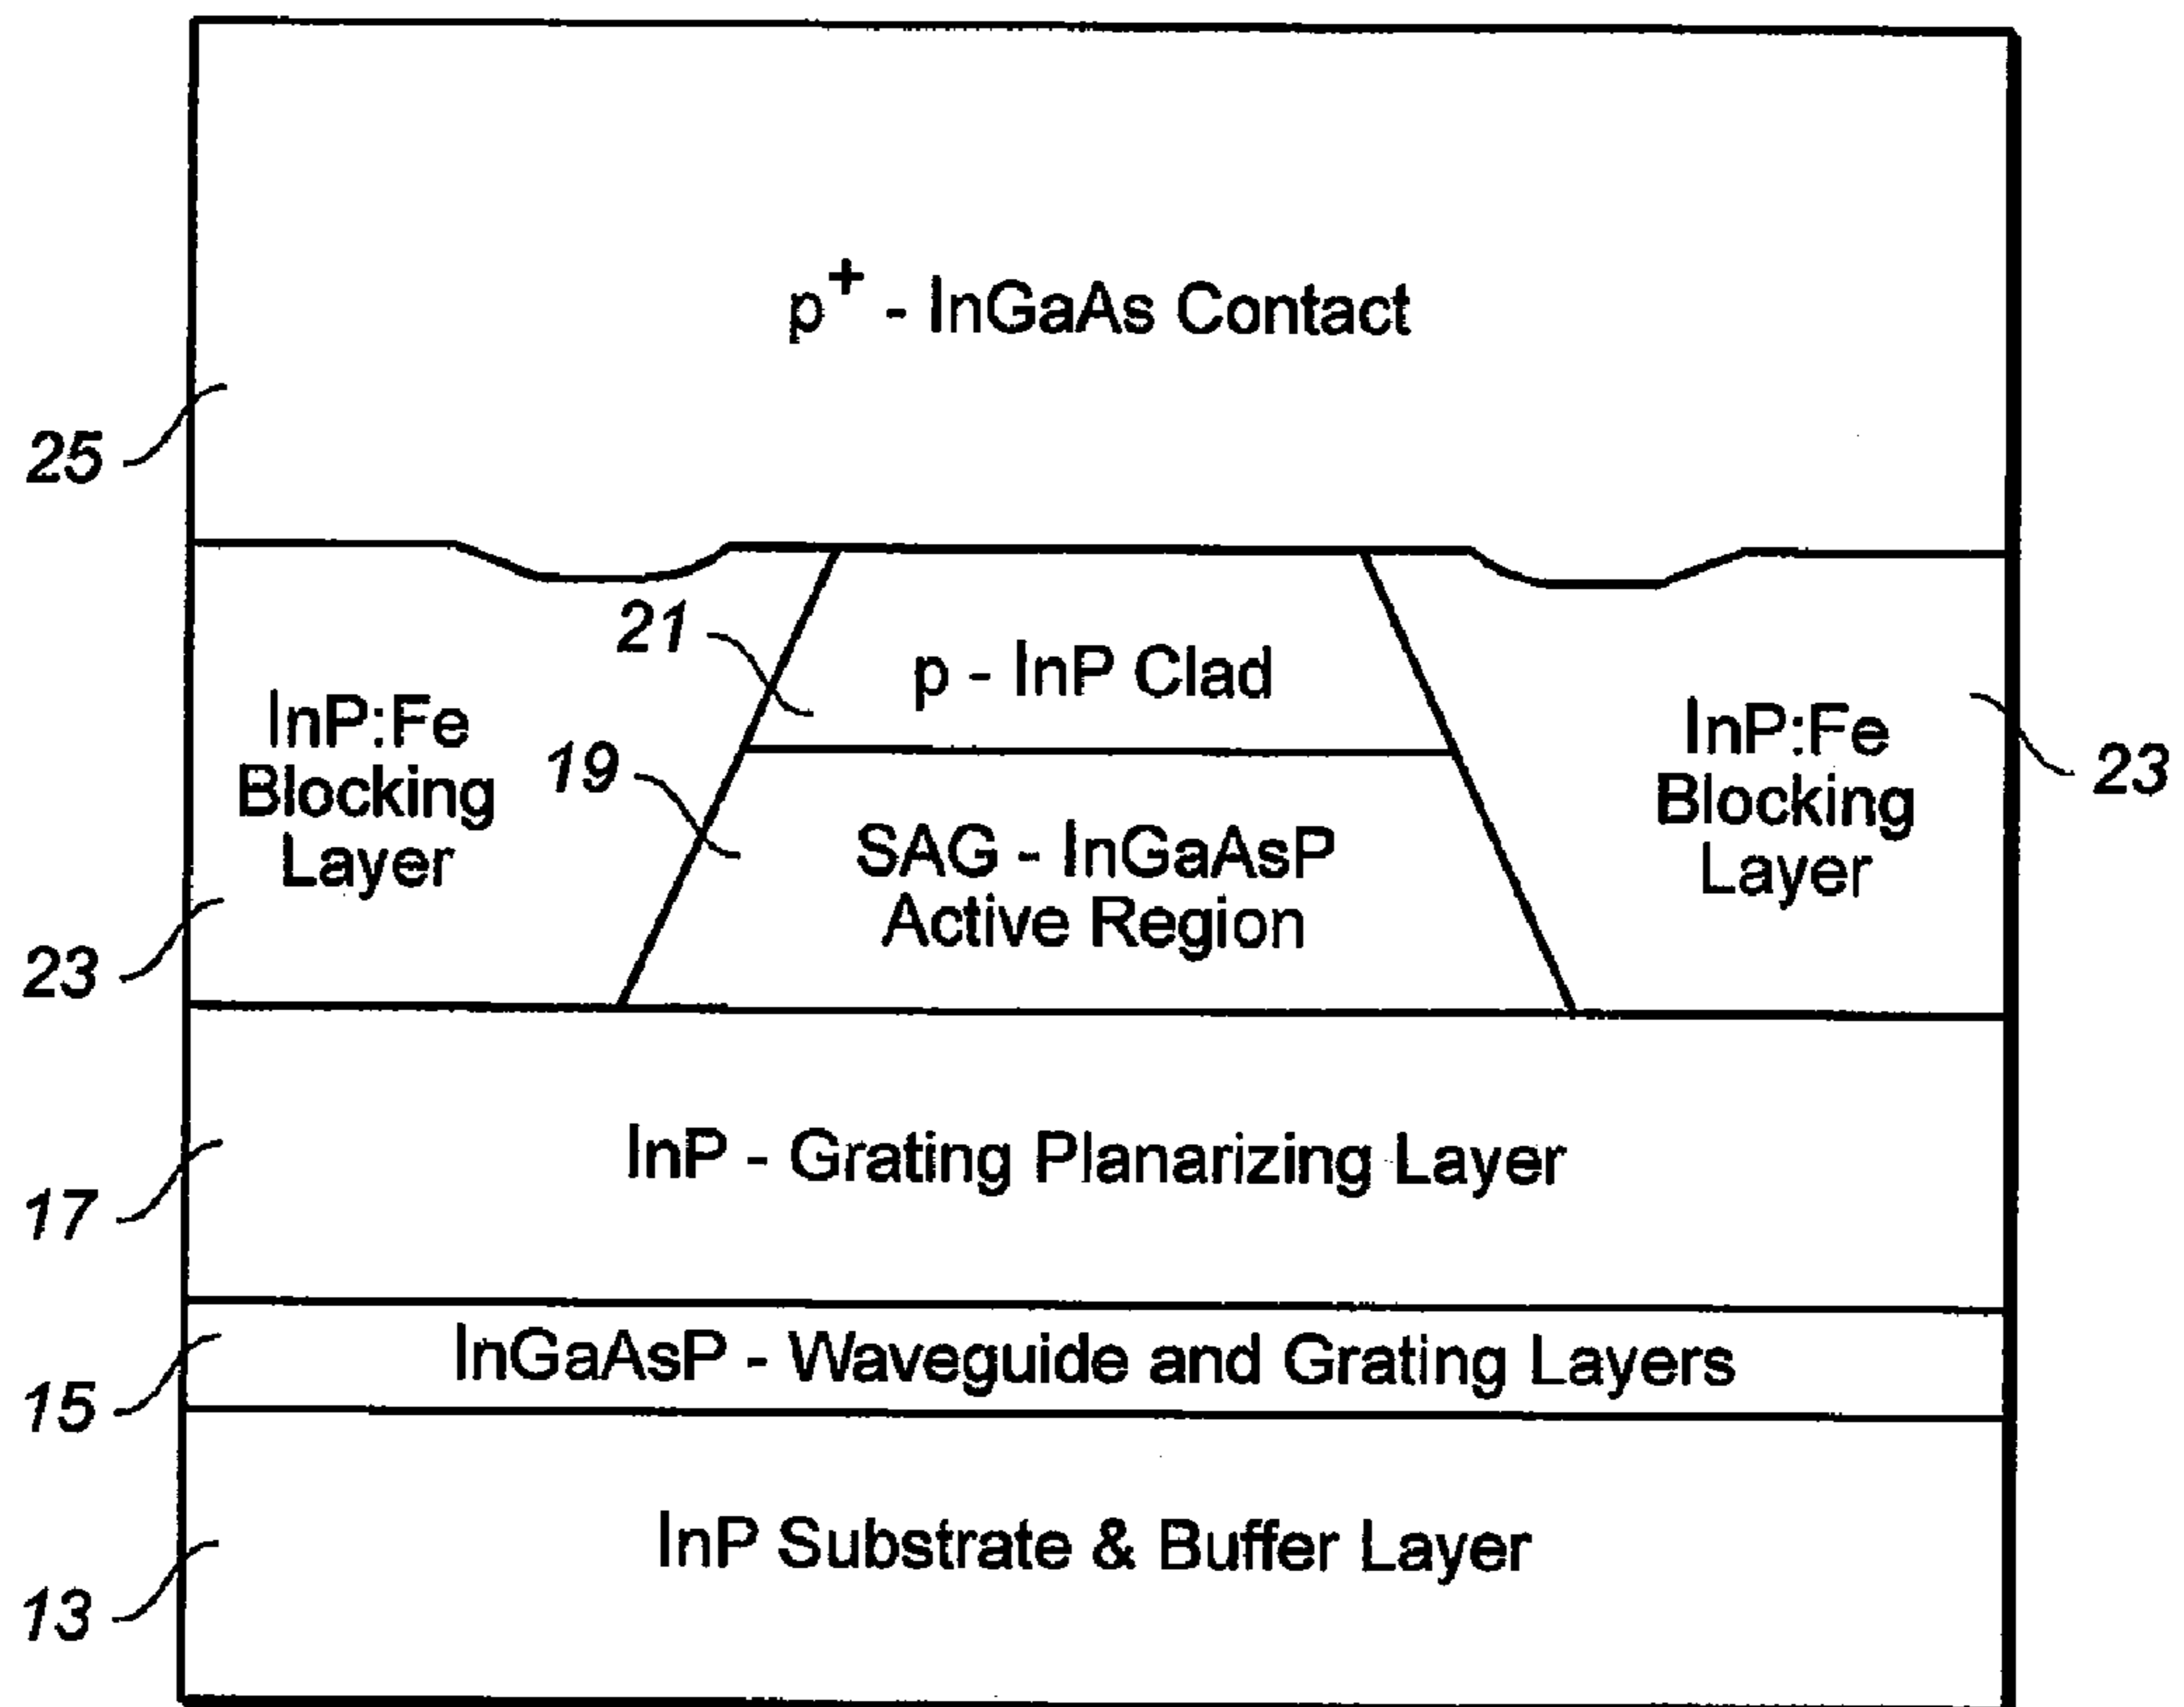 p+ - InGaAs Contact
25
21
p - InP Clad
InP:Fe
Blocking
Layer
19
InP:Fe
Blocking
Layer
23
SAG - InGaAsP
Active Region
23
InP - Grating Planarizing Layer
17
InGaAsP - Waveguide and Grating Layers
15
InP Substrate & Buffer Layer
13